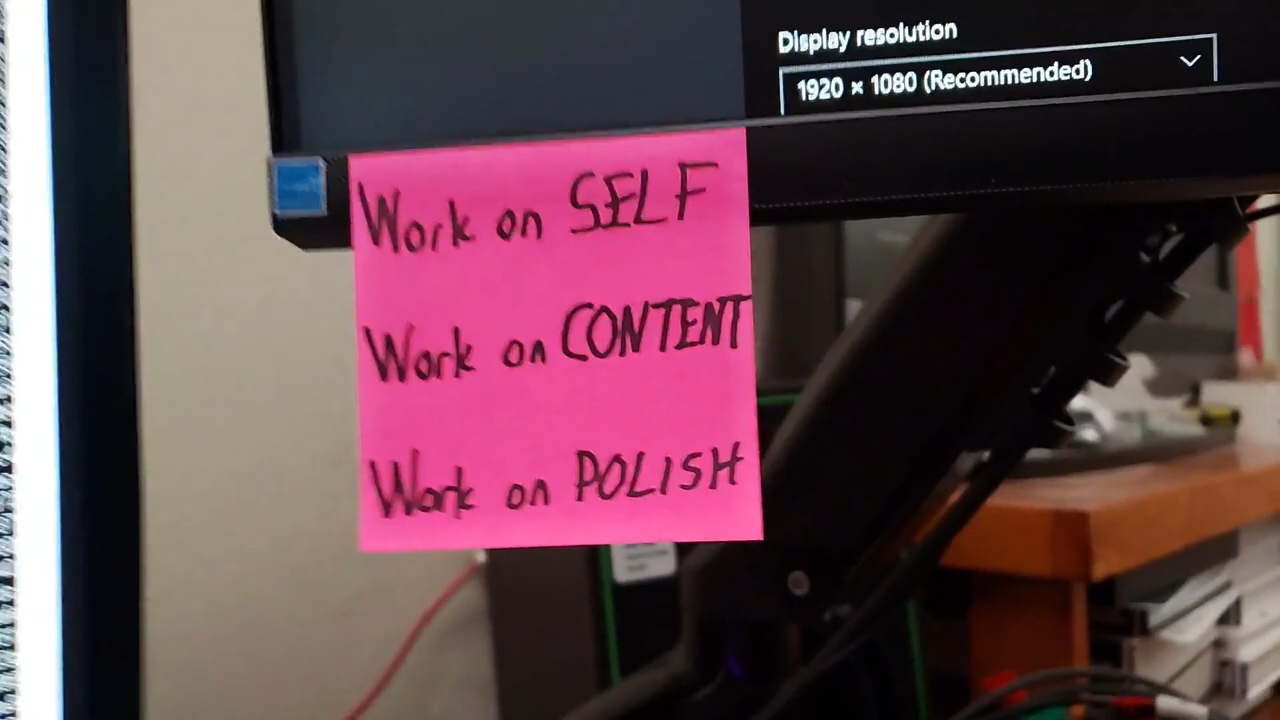 Display resolution
1920 × 1080 (Recommended)
Work on SELF
Work on CONTENT
Work on POLISH